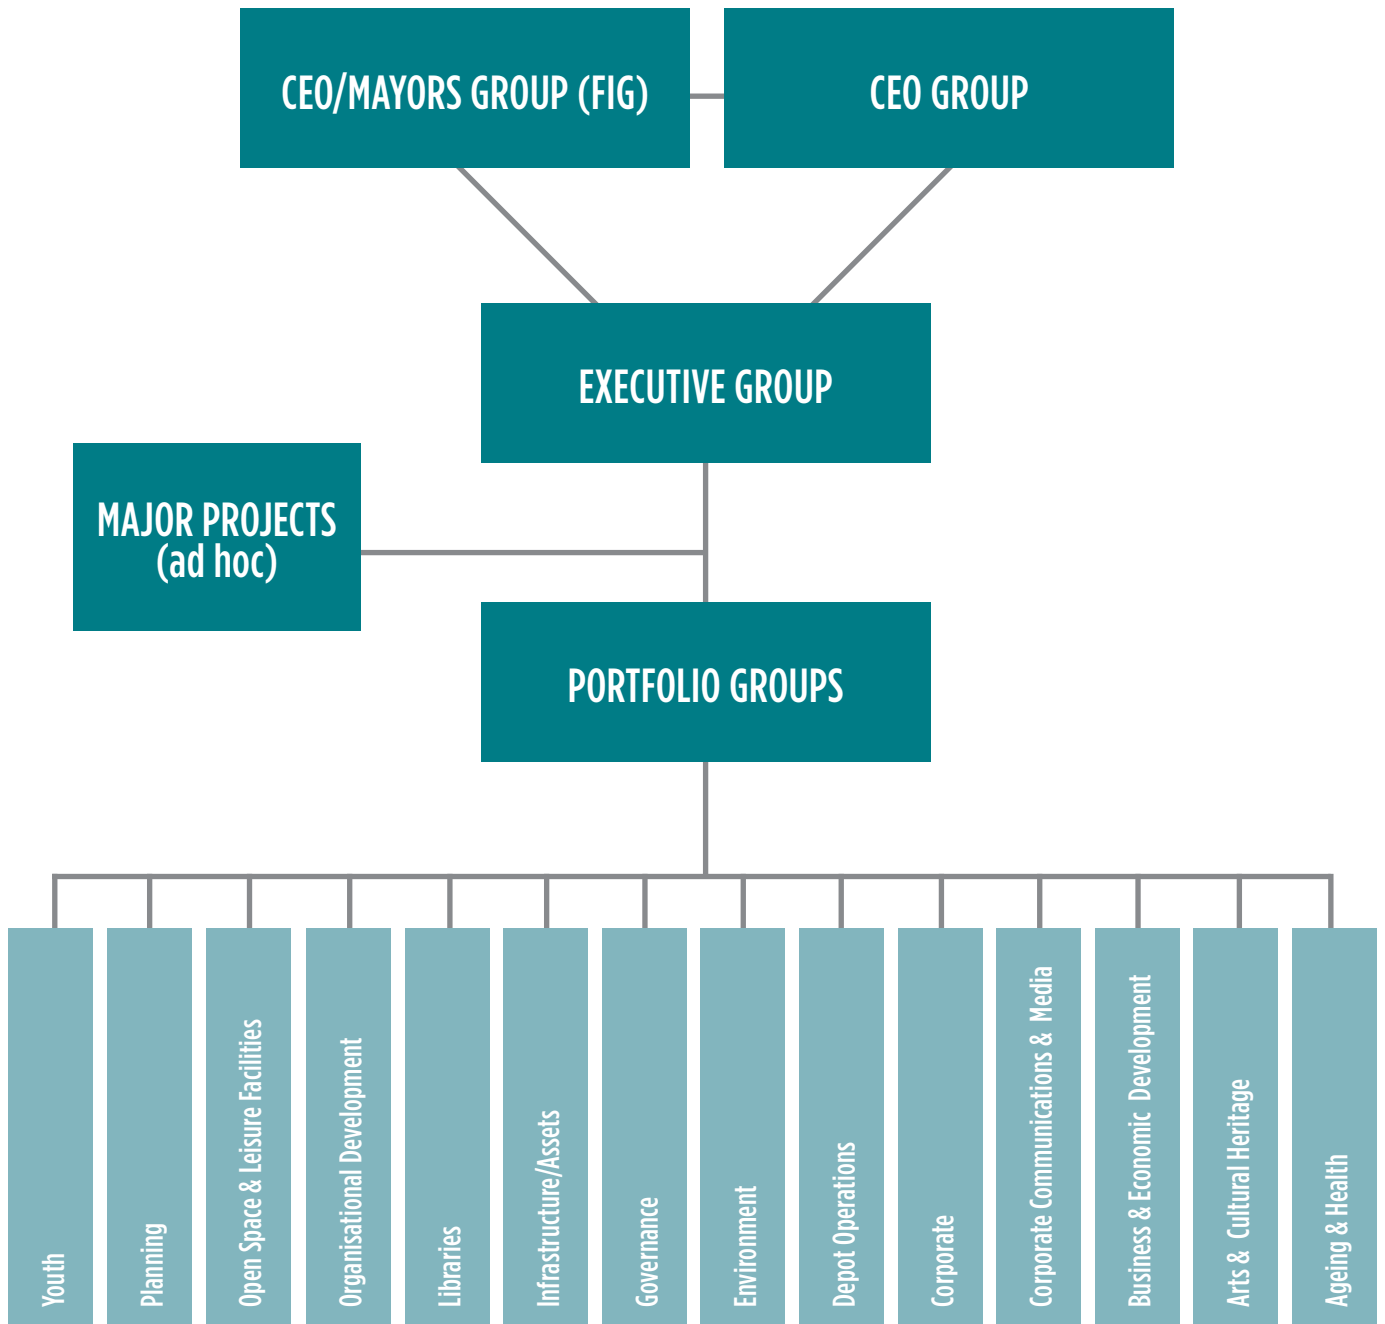 CEO/MAYORS GROUP (FIG)
CEO GROUP
EXECUTIVE GROUP
MAJOR PROJECTS
(ad hoc)
PORTFOLIO GROUPS
Youth
Planning
Open Space & Leisure Facilities
Organisational Development
Libraries
Infrastructure/Assets
Governance
Environment
Depot Operations
Corporate
Corporate Communications & Media
Business & Economic Development
Arts & Cultural Heritage
Ageing & Health